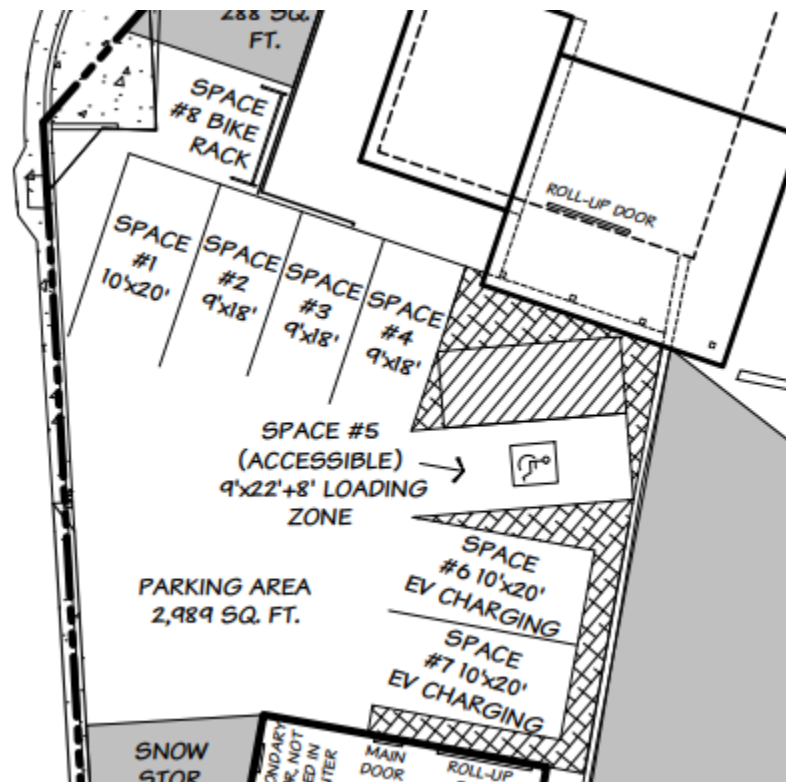 288 SQ.
FT.
SPACE
#8 BIKE
RACK
ROLL-UP DOOR
SPACE
#1
10'x20'
SPACE
#2
9'x18'
SPACE
#3
9'x18'
SPACE
#4
9'x18'
SPACE #5
(ACCESSIBLE)
9'x22'+8' LOADING
ZONE
SPACE
#6 10'x20'
EV CHARGING
PARKING AREA
2,989 SQ. FT.
SPACE
#7 10'x20'
EV CHARGING
SNOW
STOR
NOT
IN
MAIN
DOOR
ROLL-UP